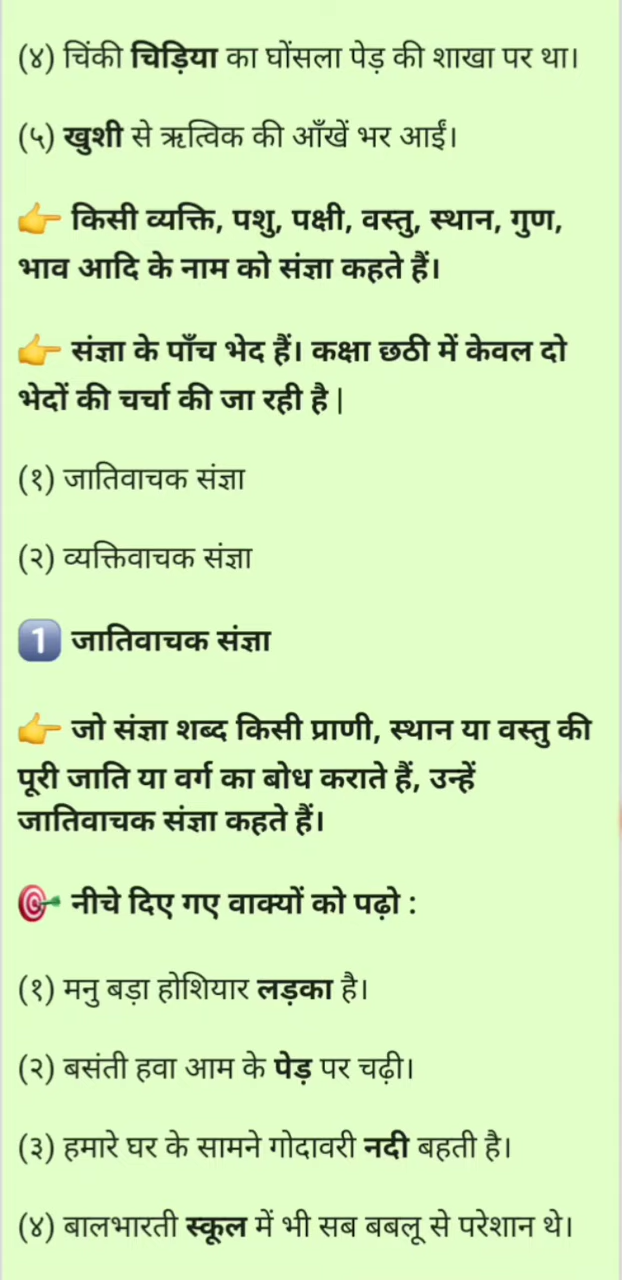 (४) चिंकी चिड़िया का घोंसला पेड़ की शाखा पर था।
(५) खुशी से ऋत्विक की आँखें भर आईं।
👉 किसी व्यक्ति, पशु, पक्षी, वस्तु, स्थान, गुण,
भाव आदि के नाम को संज्ञा कहते हैं।
👉 संज्ञा के पाँच भेद हैं। कक्षा छठी में केवल दो
भेदों की चर्चा की जा रही है |
(१) जातिवाचक संज्ञा
(२) व्यक्तिवाचक संज्ञा
1️⃣ जातिवाचक संज्ञा
👉 जो संज्ञा शब्द किसी प्राणी, स्थान या वस्तु की
पूरी जाति या वर्ग का बोध कराते हैं, उन्हें
जातिवाचक संज्ञा कहते हैं।
🎯 नीचे दिए गए वाक्यों को पढ़ो :
(१) मनु बड़ा होशियार लड़का है।
(२) बसंती हवा आम के पेड़ पर चढ़ी।
(३) हमारे घर के सामने गोदावरी नदी बहती है।
(४) बालभारती स्कूल में भी सब बबलू से परेशान थे।